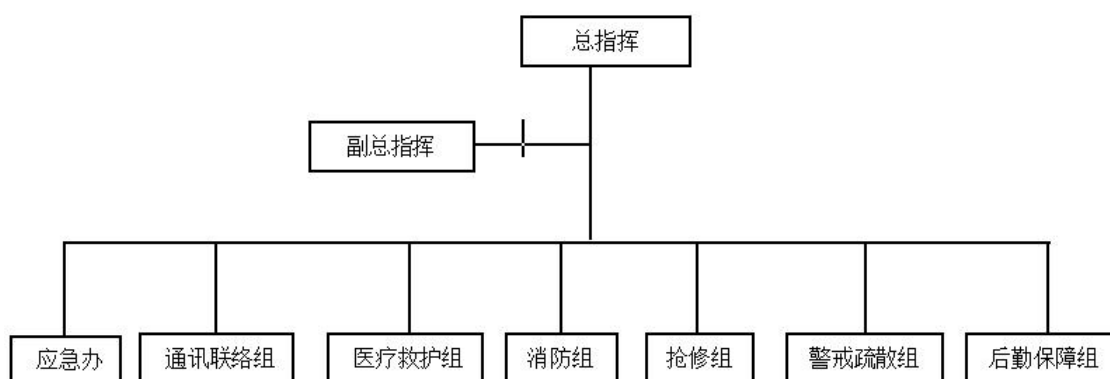 总指挥
副总指挥
应急办
通讯联络组
医疗救护组
消防组
抢修组
警戒疏散组
后勤保障组